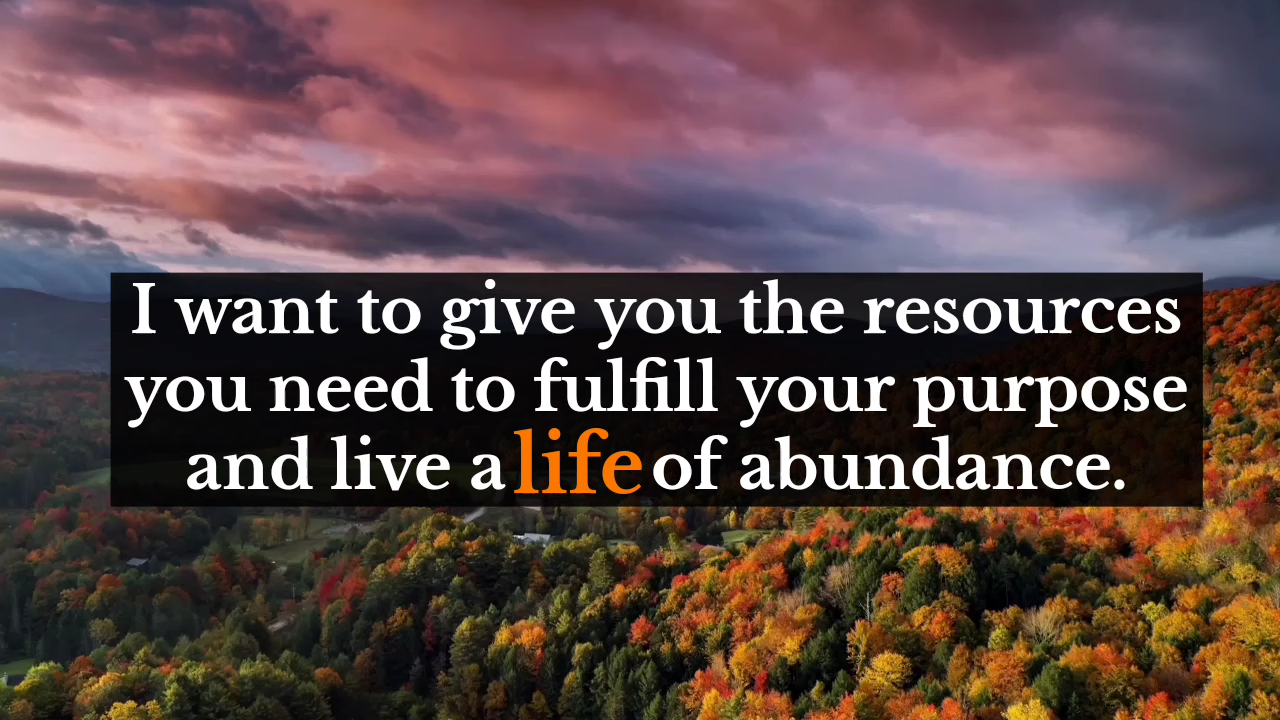 I want to give you the resources
you need to fulfill your purpose
and live a life of abundance.